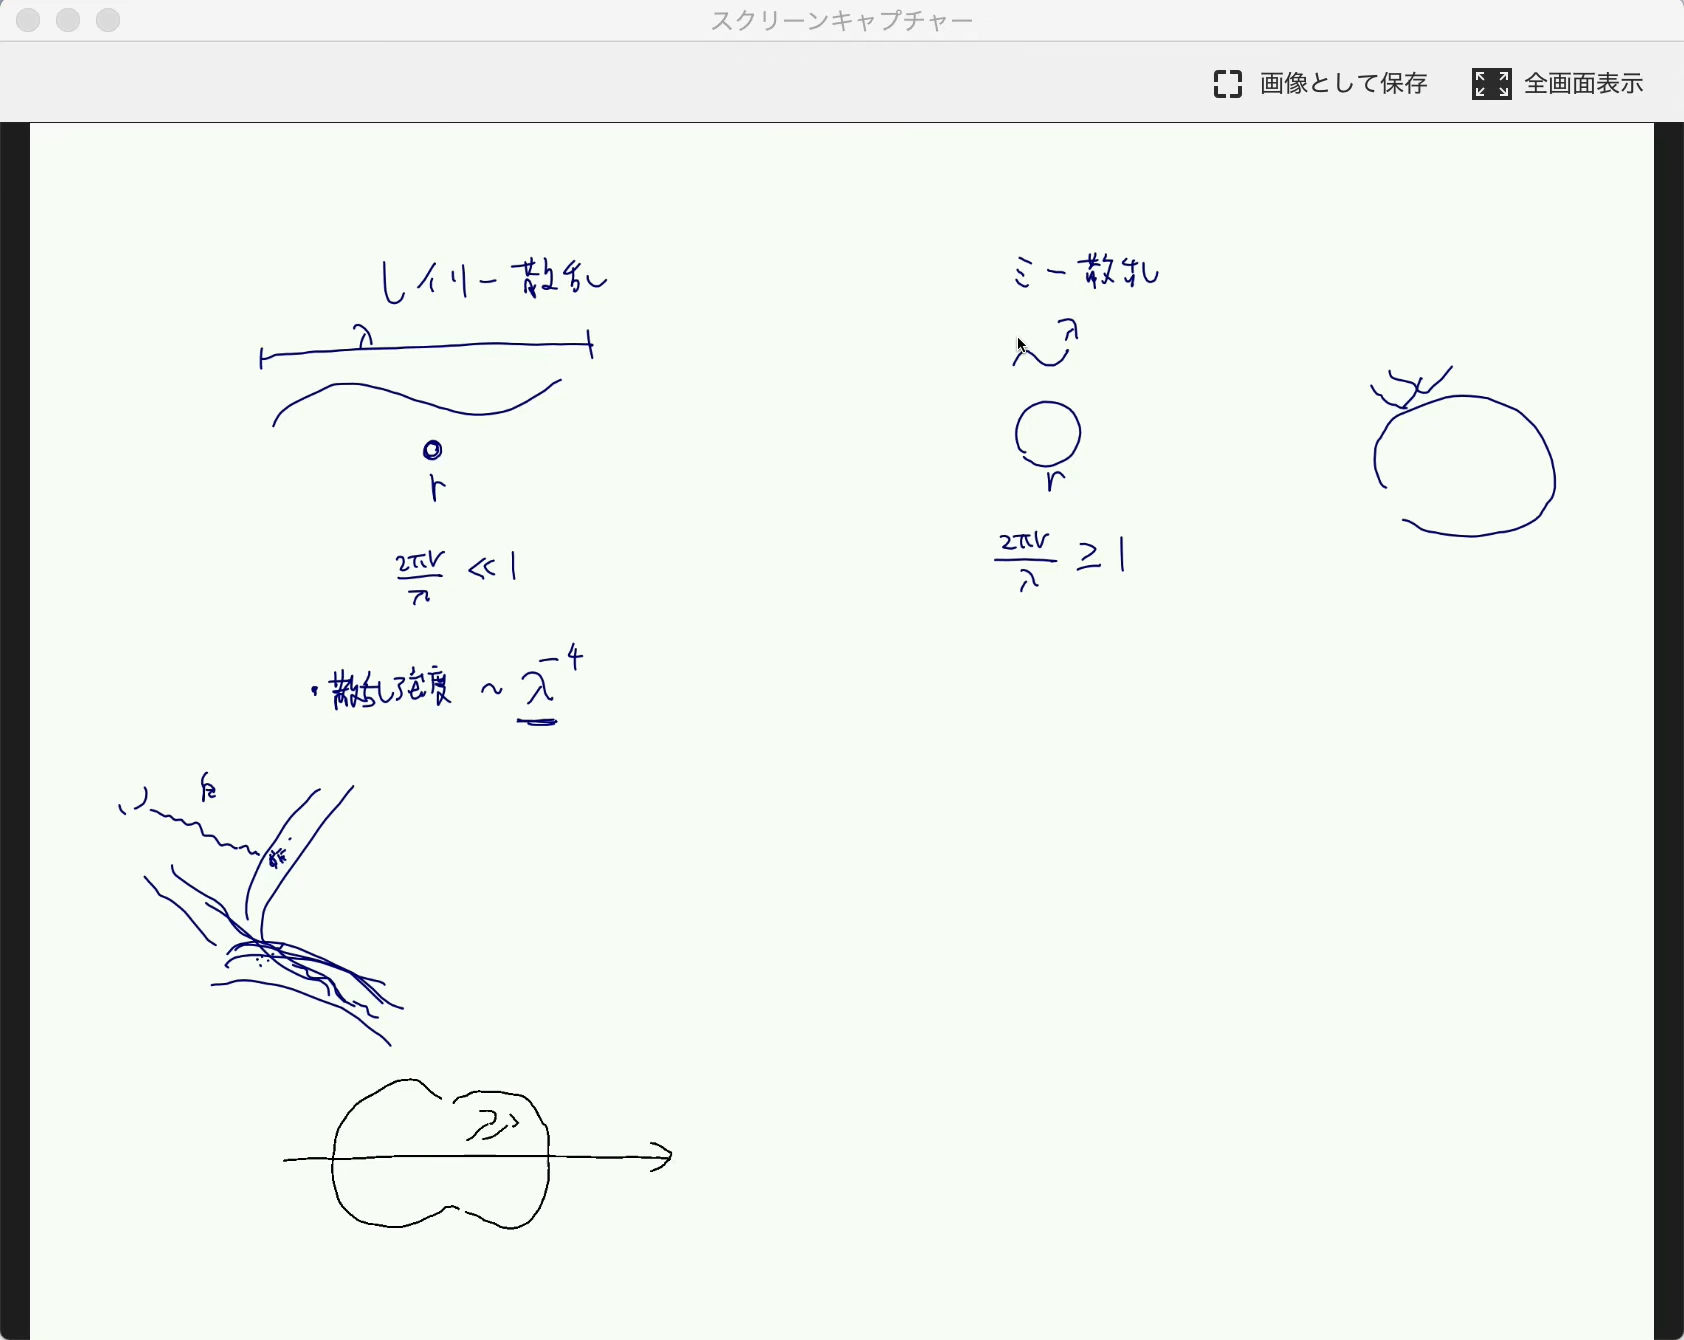 スクリーンキャプチャー
画像として保存
全画面表示
レイリー散乱
λ
r
2πr/λ ≪ 1
・散乱強度 ~ λ^-4
ミー散乱
λ
r
2πr/λ ≥ 1